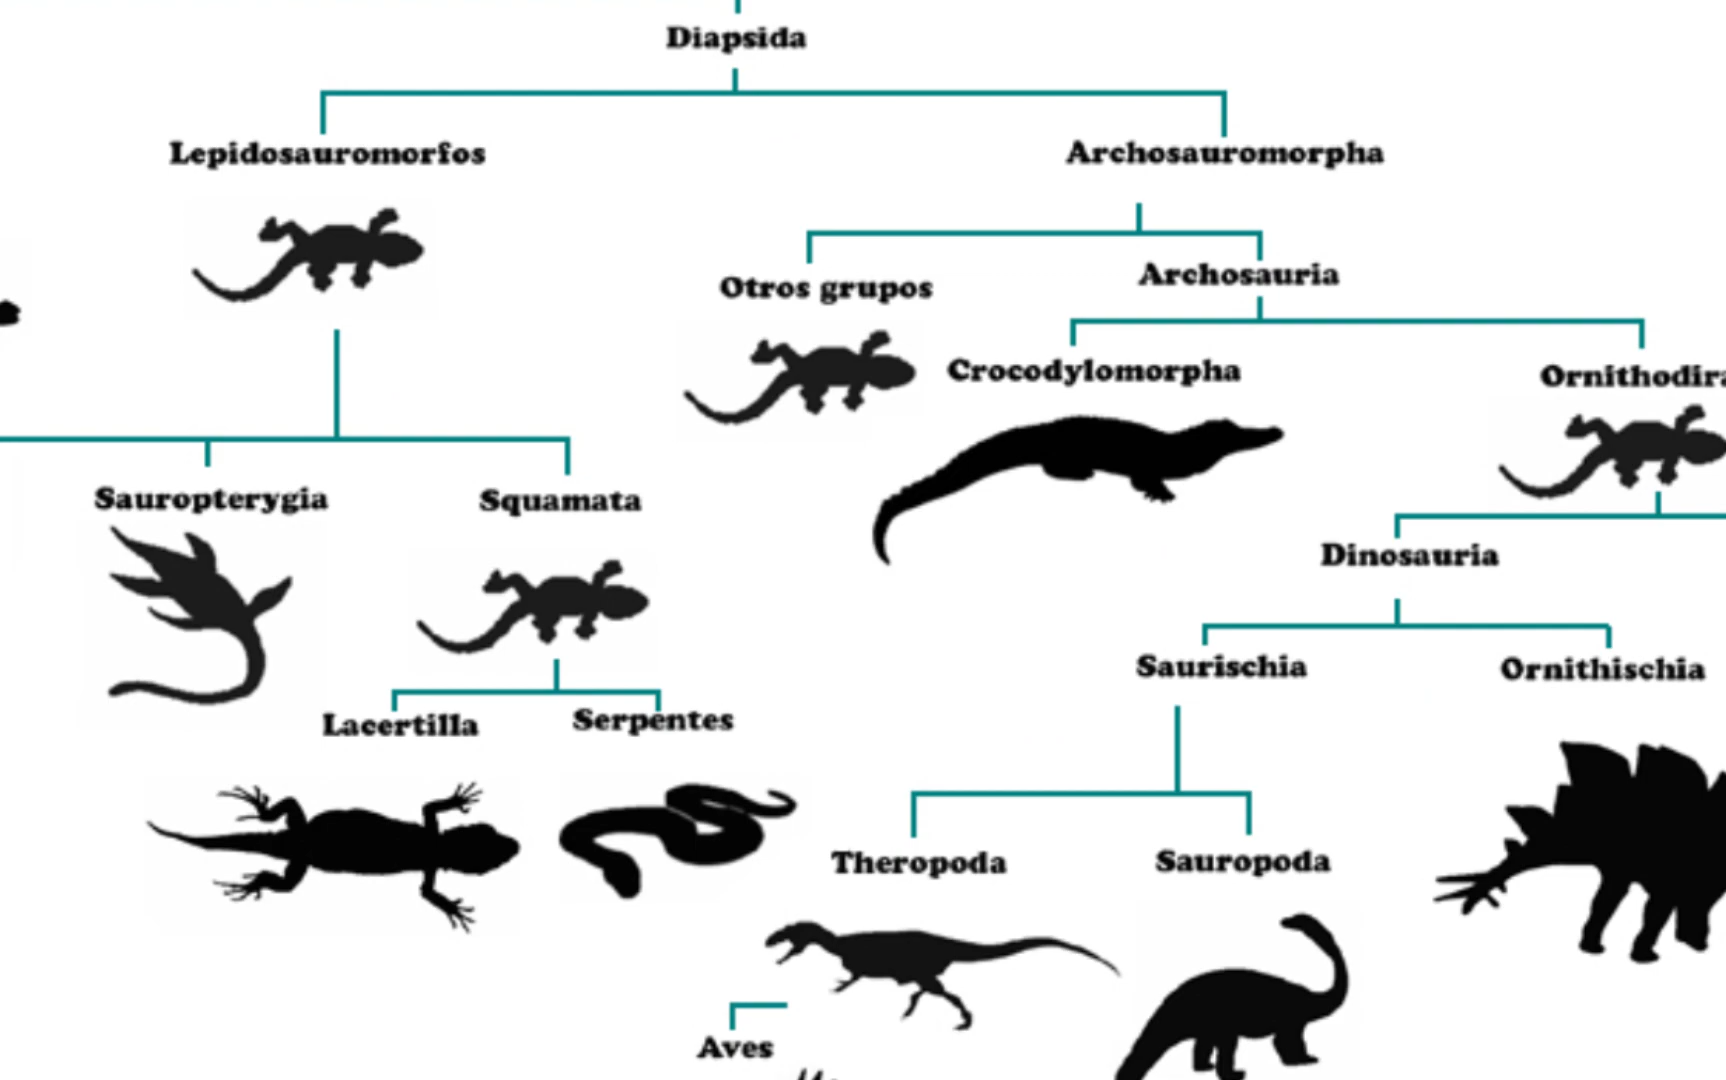 Diapsida
Lepidosauromorfos
Archosauromorpha
Otros grupos
Archosauria
Crocodylomorpha
Ornithodira
Sauropterygia
Squamata
Dinosauria
Lacertilla
Serpentes
Saurischia
Ornithischia
Theropoda
Sauropoda
Aves